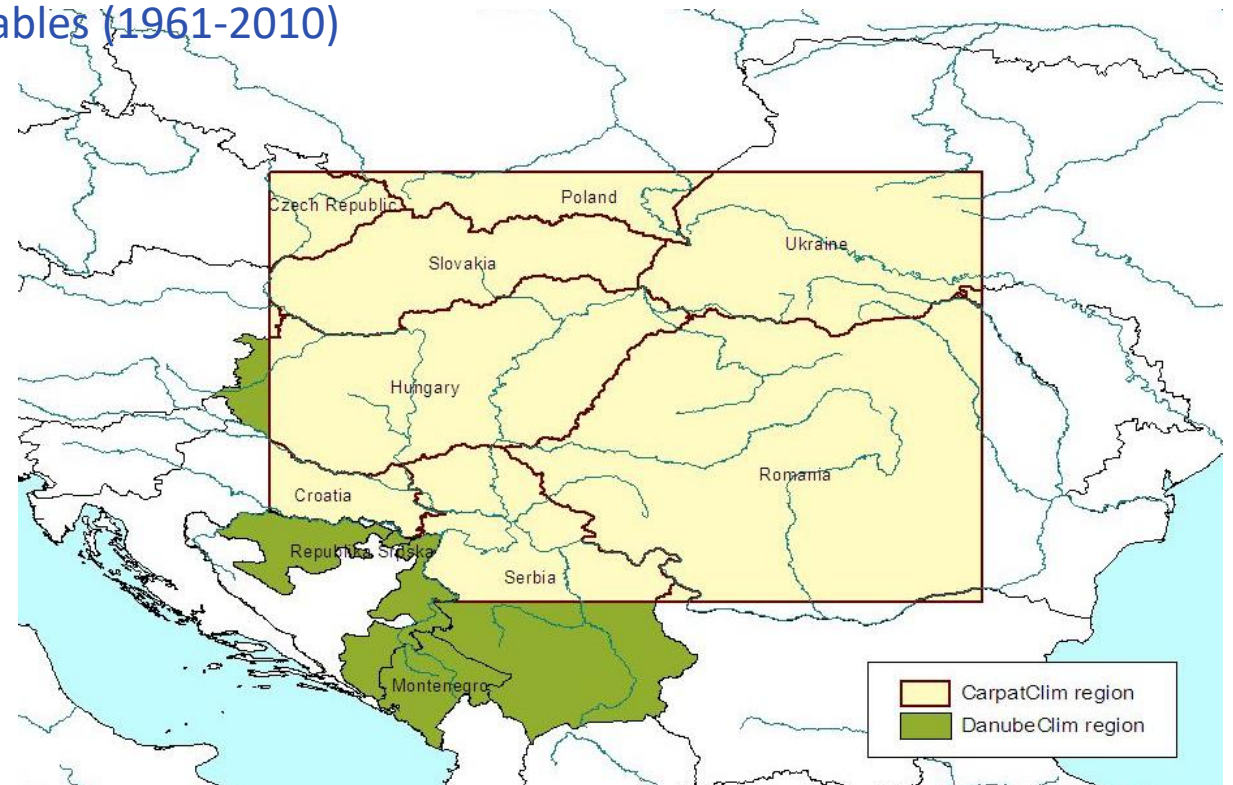 ables (1961-2010)
Czech Republic
Poland
Ukraine
Slovakia
Hungary
Romania
Croatia
Republika Srpska
Serbia
Montenegro
CarpatClim region
DanubeClim region